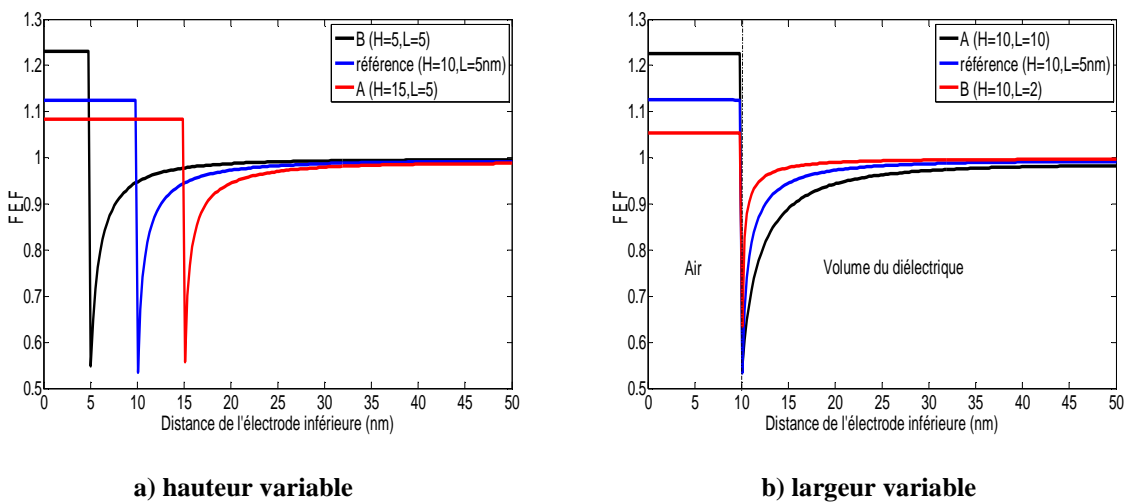 1.3
1.2
1.1
1
0.9
0.8
0.7
0.6
0.5
FEF
0 5 10 15 20 25 30 35 40 45 50
Distance de l'électrode inférieure (nm)
B (H=5,L=5)
référence (H=10,L=5nm)
A (H=15,L=5)
a) hauteur variable
1.3
1.2
1.1
1
0.9
0.8
0.7
0.6
0.5
FEF
0 5 10 15 20 25 30 35 40 45 50
Distance de l'électrode inférieure (nm)
A (H=10,L=10)
référence (H=10,L=5nm)
B (H=10,L=2)
Air
Volume du diélectrique
b) largeur variable